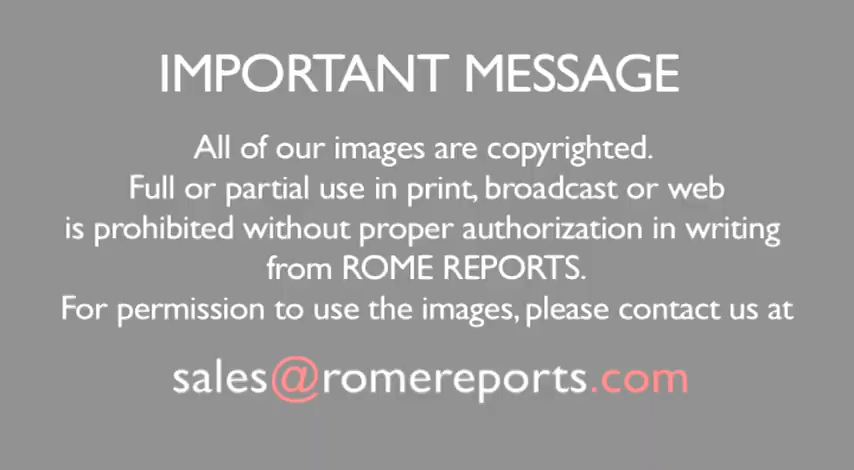 IMPORTANT MESSAGE
All of our images are copyrighted.
Full or partial use in print, broadcast or web
is prohibited without proper authorization in writing
from ROME REPORTS.
For permission to use the images, please contact us at
sales@romereports.com